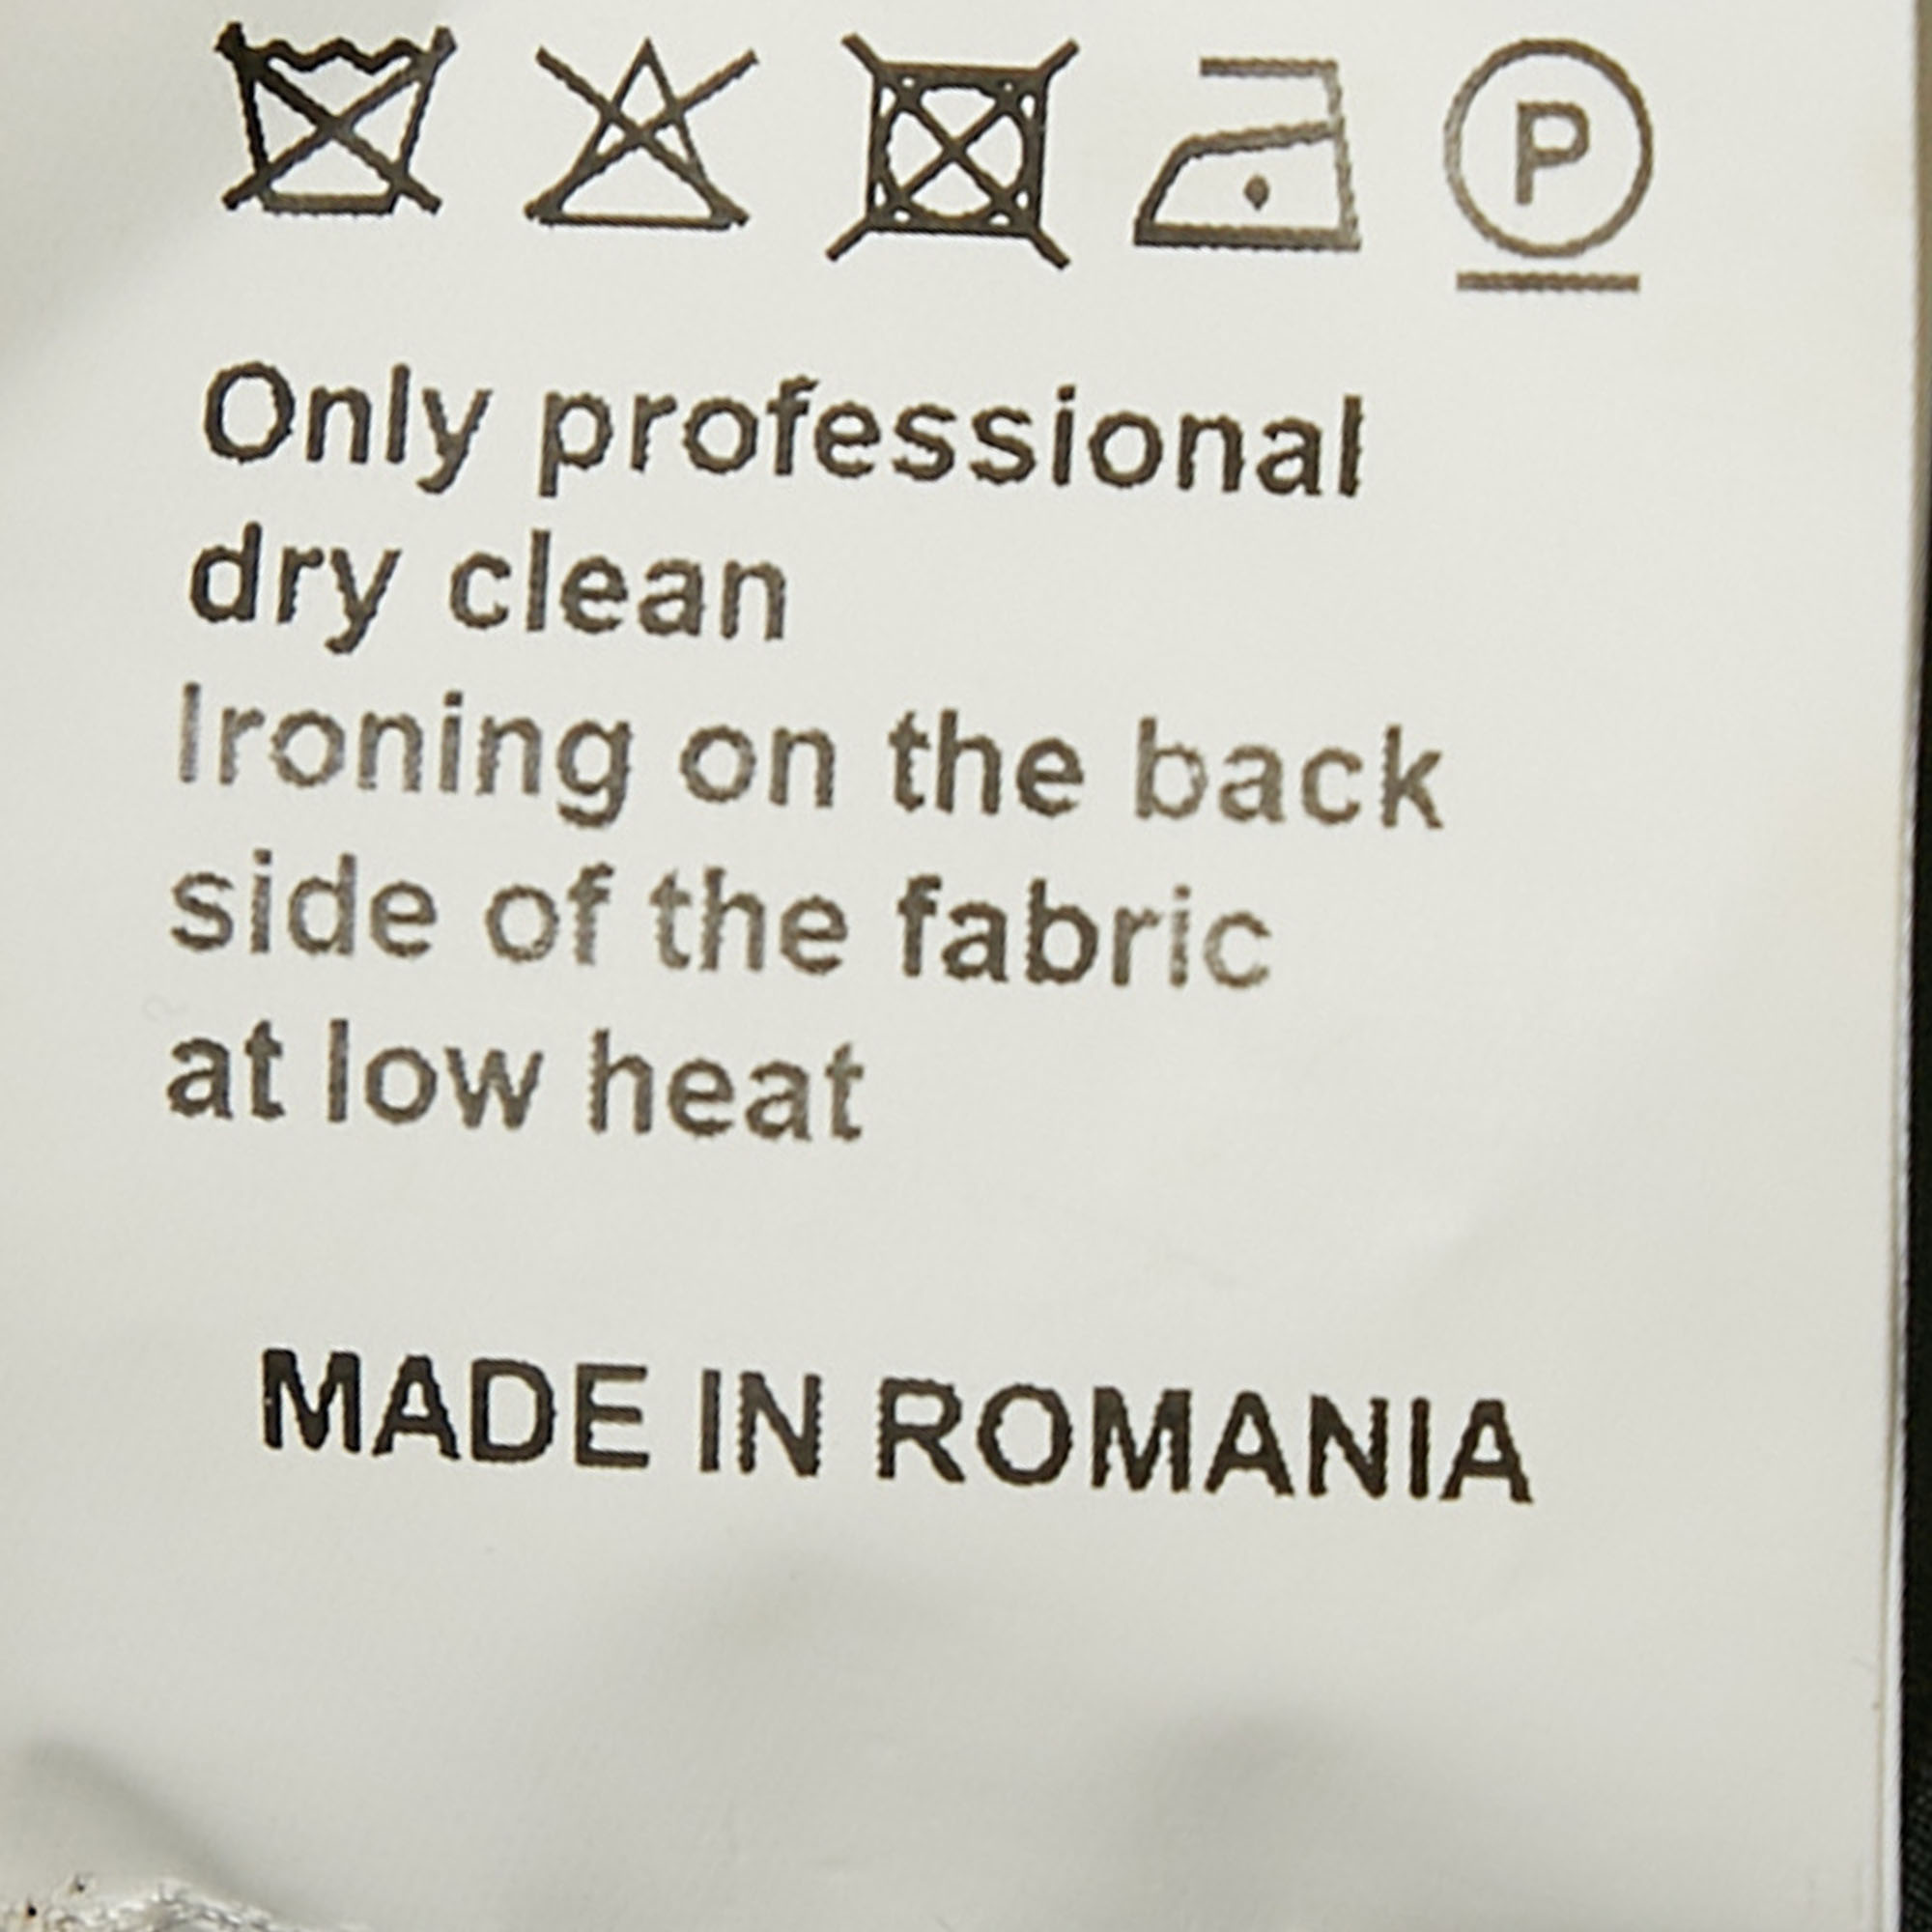 P
Only professional
dry clean
Ironing on the back
side of the fabric
at low heat
MADE IN ROMANIA